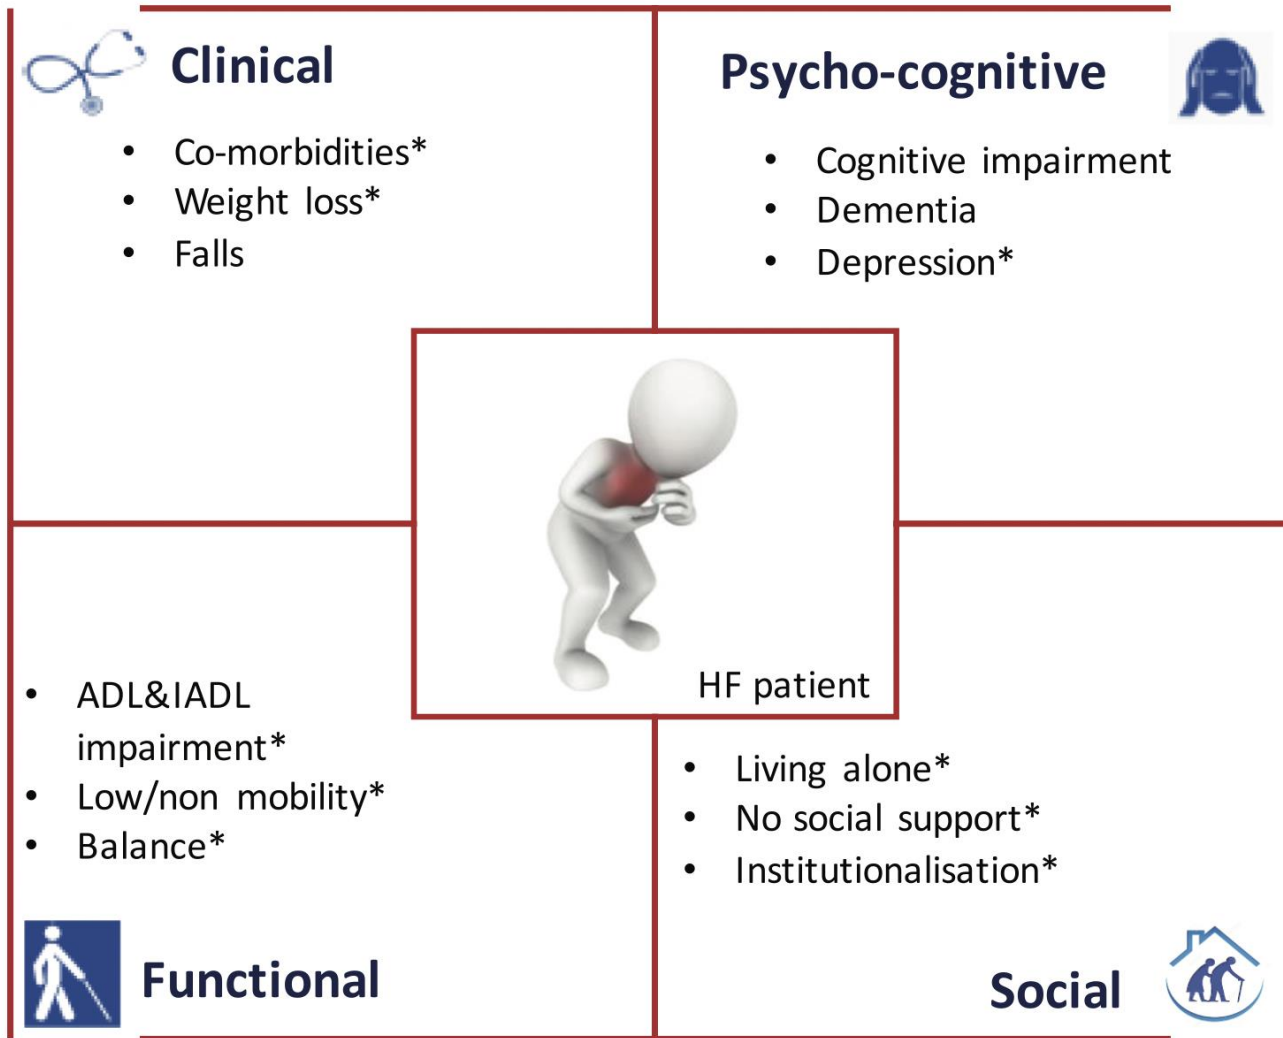 Clinical
• Co-morbidities*
• Weight loss*
• Falls
Psycho-cognitive
• Cognitive impairment
• Dementia
• Depression*
HF patient
• ADL&IADL
impairment*
• Low/non mobility*
• Balance*
Functional
• Living alone*
• No social support*
• Institutionalisation*
Social